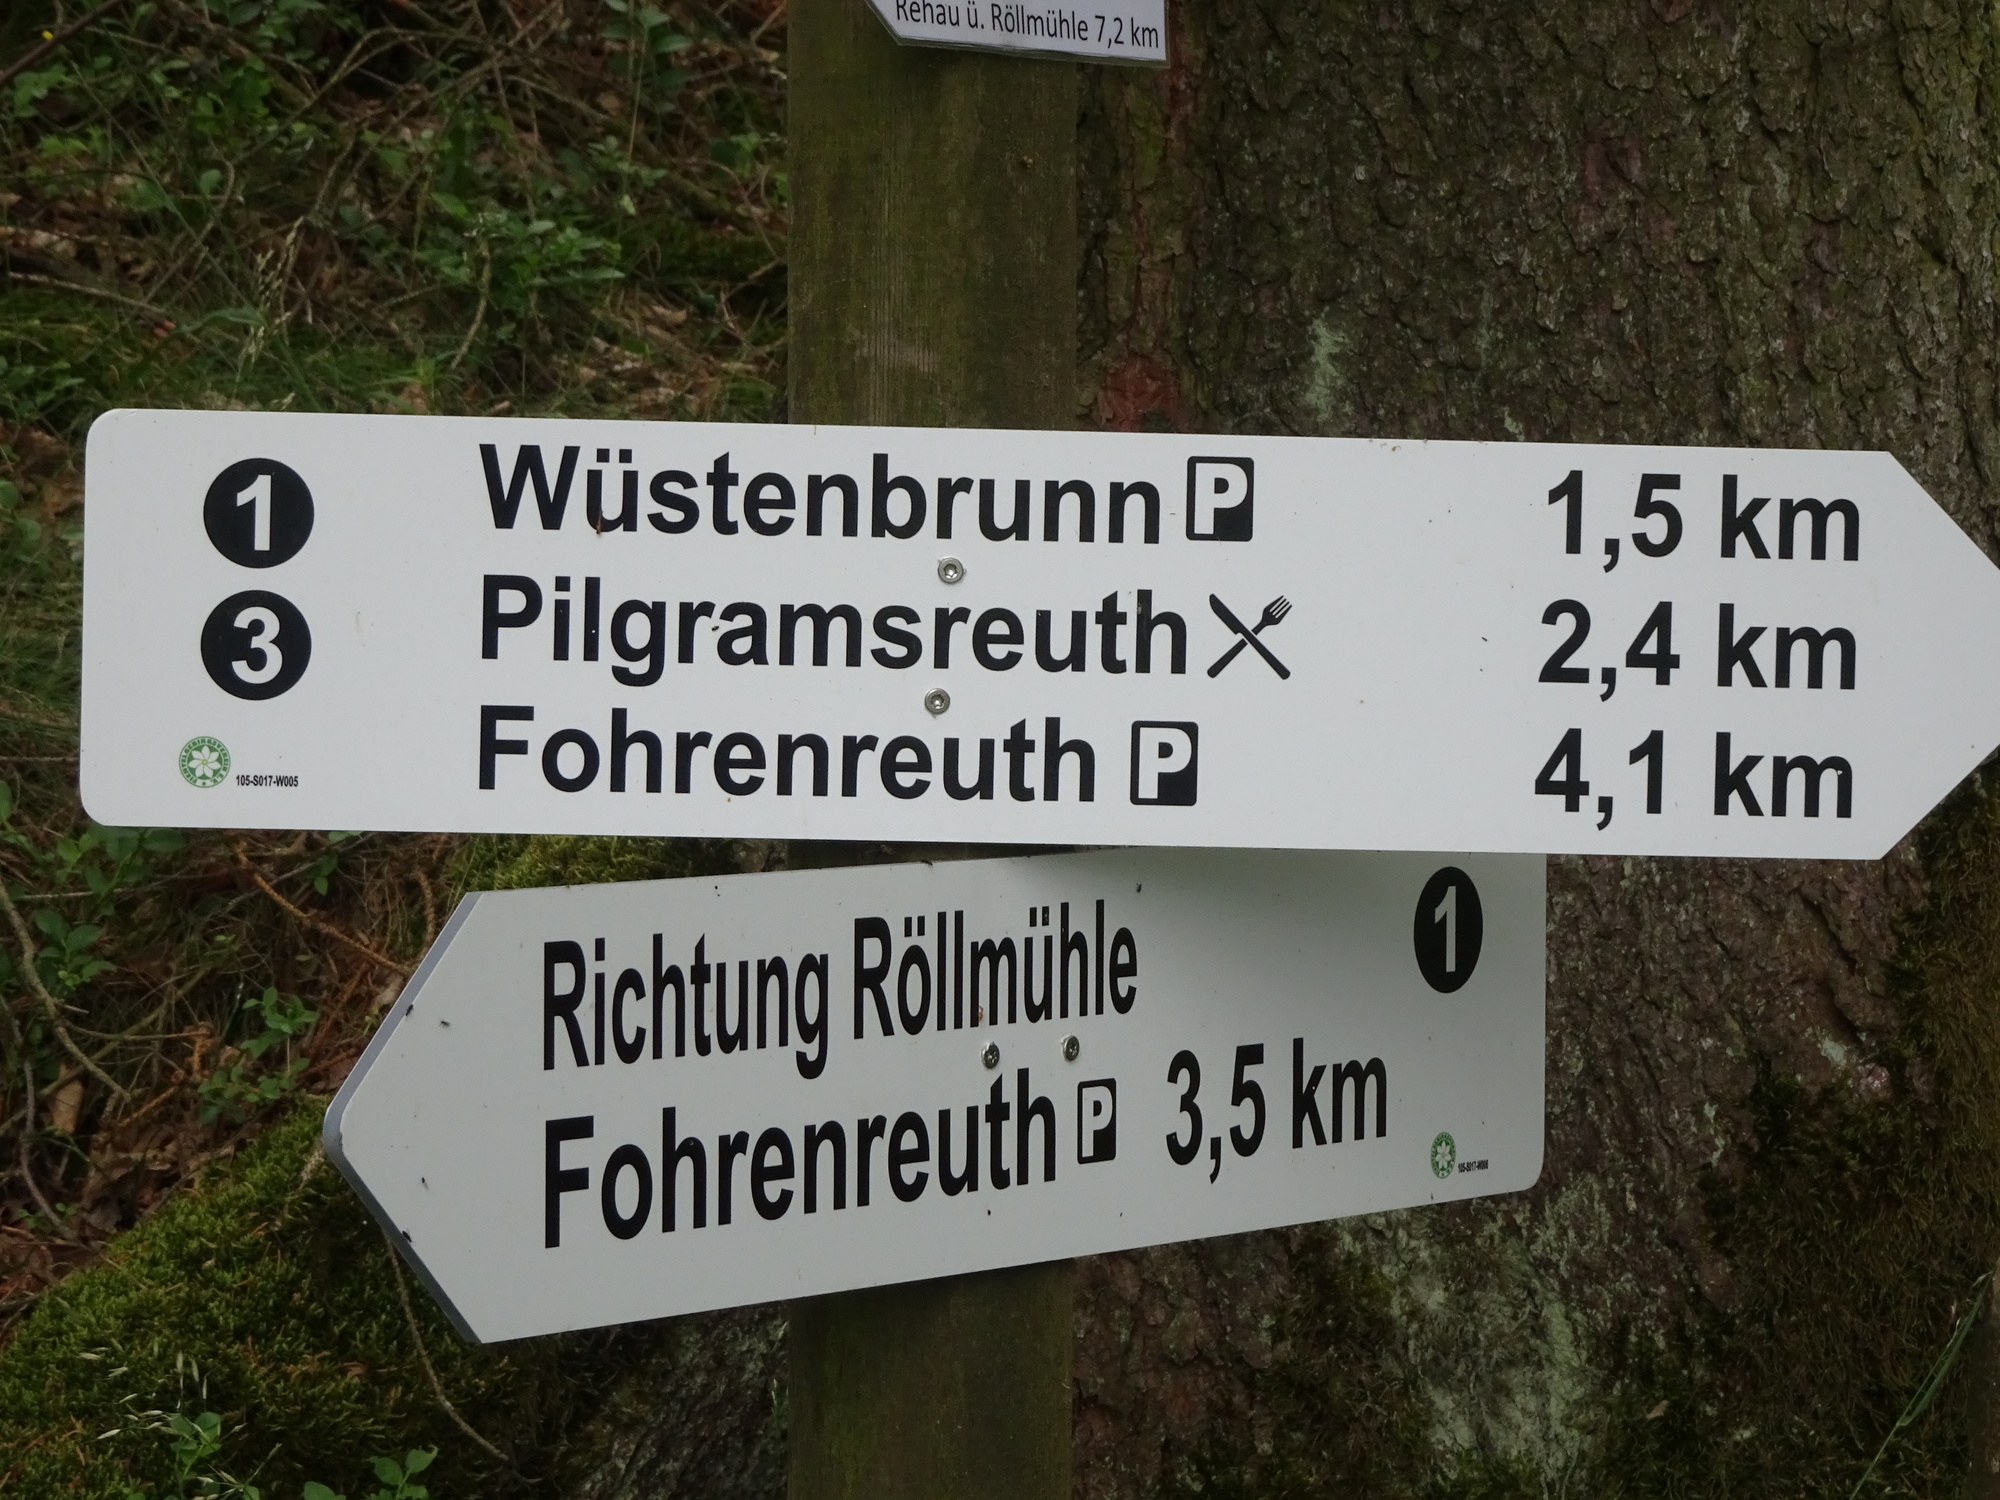 Rehau ü. Röllmühle 7,2 km
1 Wüstenbrunn P 1,5 km
3 Pilgramsreuth 2,4 km
Fohrenreuth P 4,1 km
105-S017-W005
Richtung Röllmühle 1
Fohrenreuth P 3,5 km